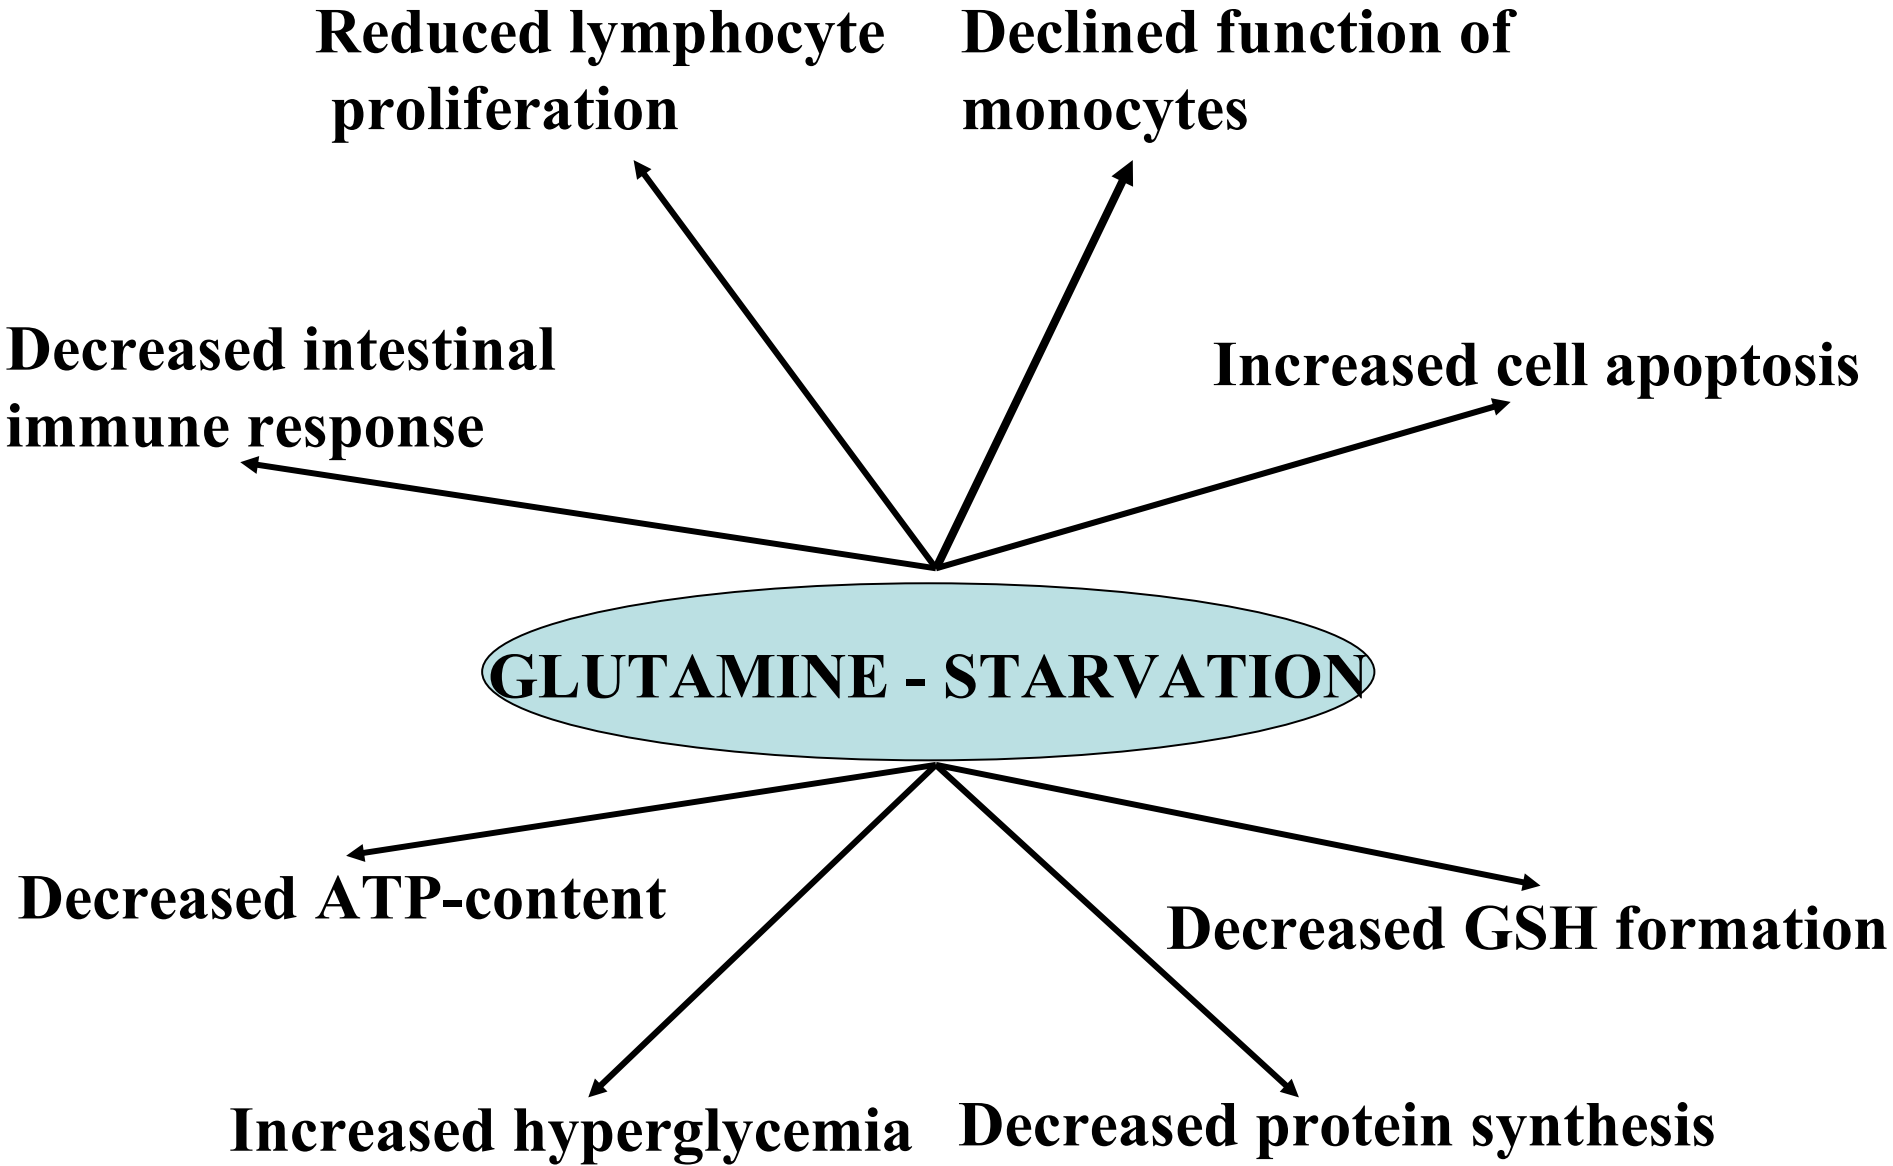 Reduced lymphocyte
proliferation
Declined function of
monocytes
Decreased intestinal
immune response
Increased cell apoptosis
GLUTAMINE - STARVATION
Decreased ATP-content
Decreased GSH formation
Increased hyperglycemia
Decreased protein synthesis